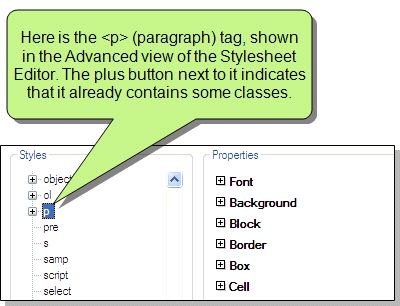 Here is the <p> (paragraph) tag, shown
in the Advanced view of the Stylesheet
Editor. The plus button next to it indicates
that it already contains some classes.
Styles
object
ol
p
pre
s
samp
script
select
Properties
Font
Background
Block
Border
Box
Cell